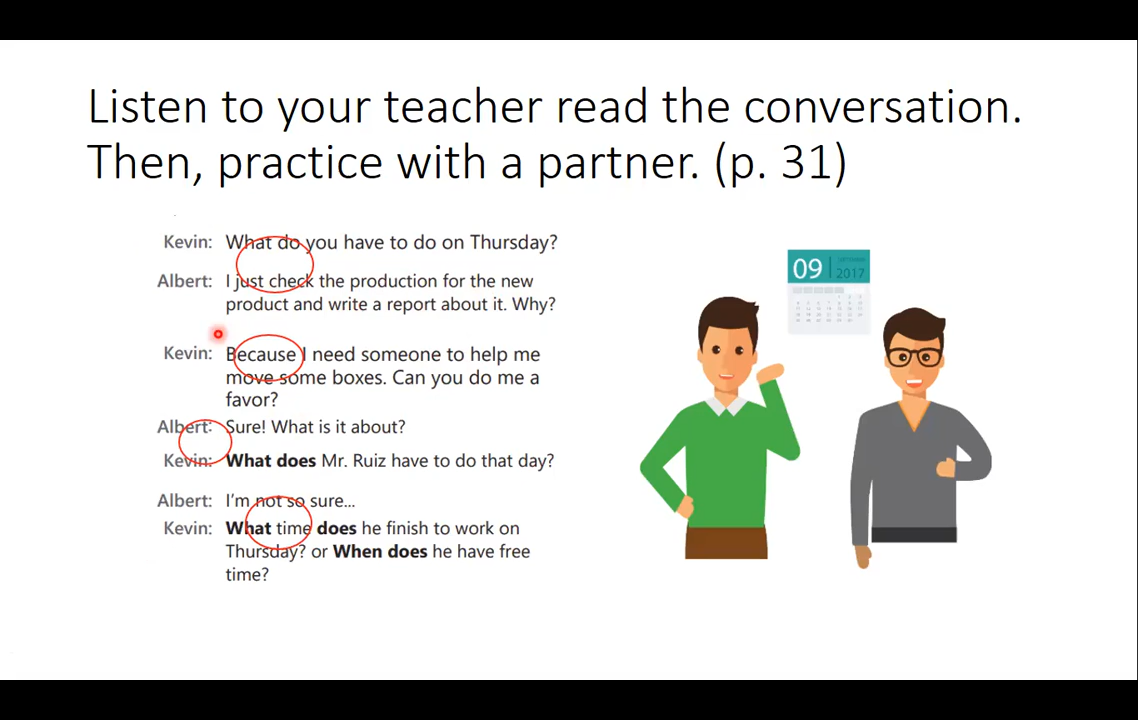 Listen to your teacher read the conversation.
Then, practice with a partner. (p. 31)
Kevin: What do you have to do on Thursday?
Albert: I just check the production for the new
product and write a report about it. Why?
Kevin: Because I need someone to help me
move some boxes. Can you do me a
favor?
Albert: Sure! What is it about?
Kevin: What does Mr. Ruiz have to do that day?
Albert: I'm not so sure...
Kevin: What time does he finish to work on
Thursday? or When does he have free
time?
09
2017